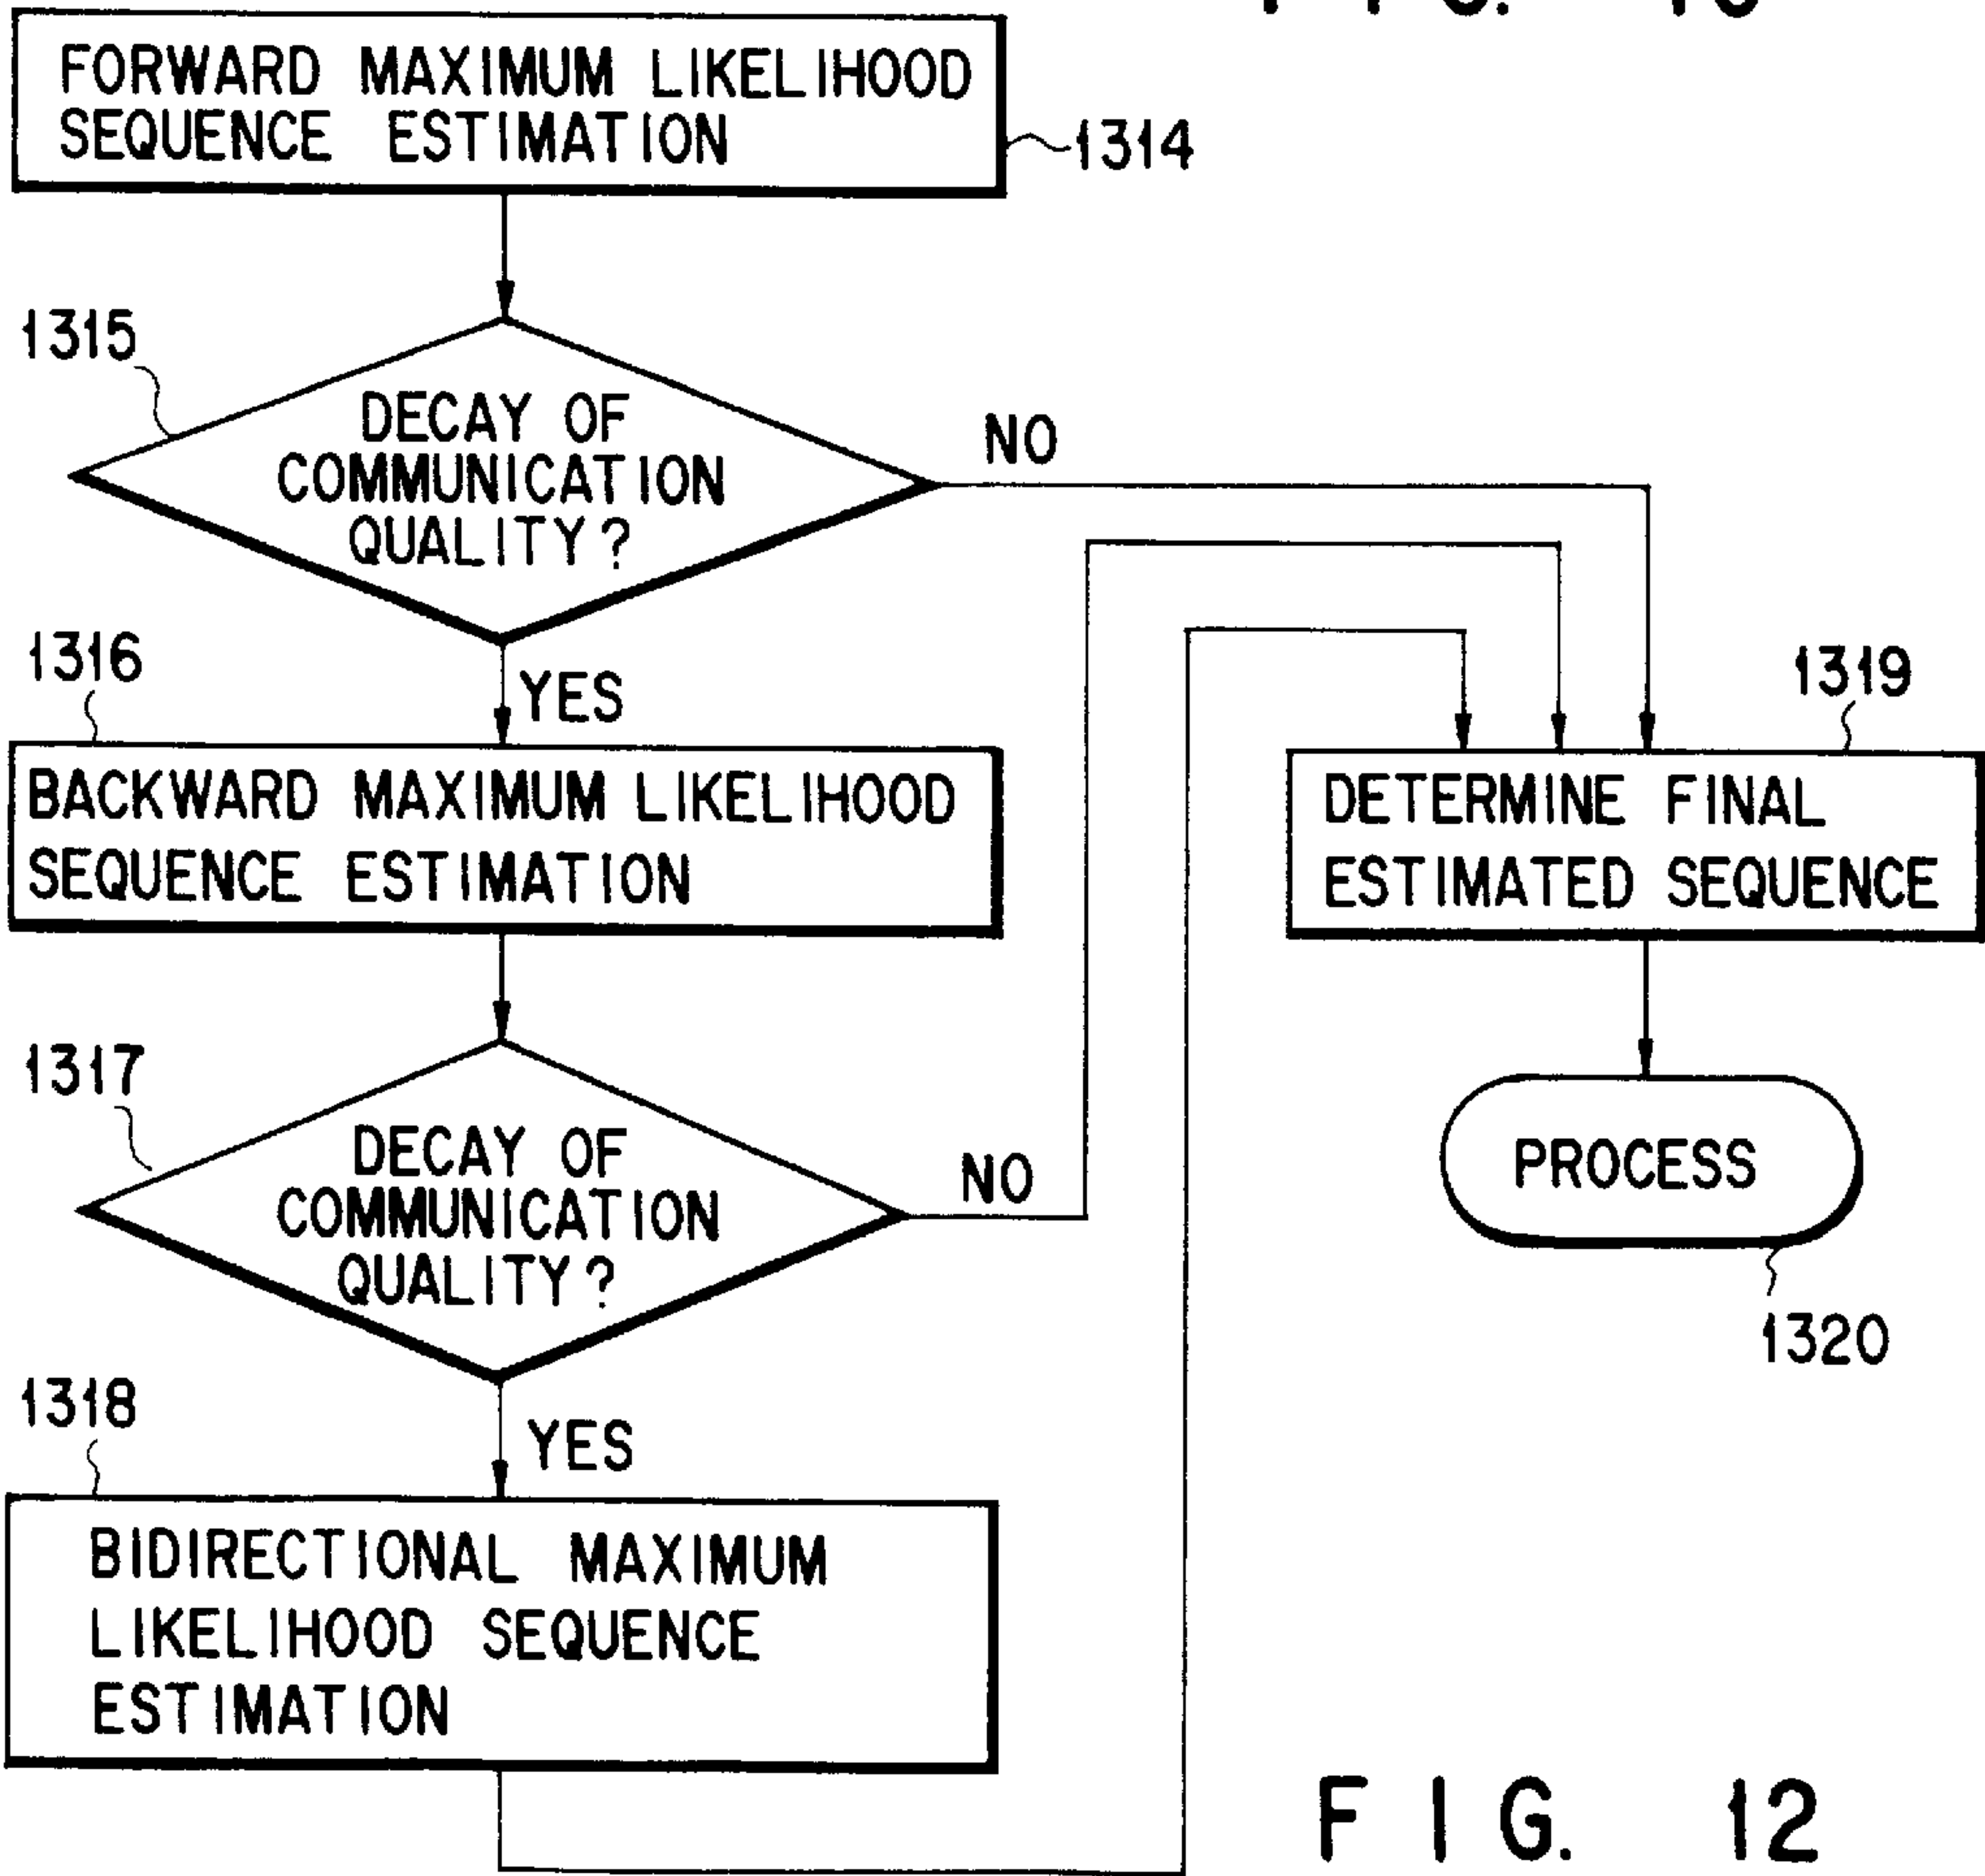 FORWARD MAXIMUM LIKELIHOOD
SEQUENCE ESTIMATION
1314
1315
DECAY OF
COMMUNICATION
QUALITY?
NO
YES
1316
BACKWARD MAXIMUM LIKELIHOOD
SEQUENCE ESTIMATION
1317
DECAY OF
COMMUNICATION
QUALITY?
NO
YES
1318
BIDIRECTIONAL MAXIMUM
LIKELIHOOD SEQUENCE
ESTIMATION
1319
DETERMINE FINAL
ESTIMATED SEQUENCE
PROCESS
1320
FIG. 12